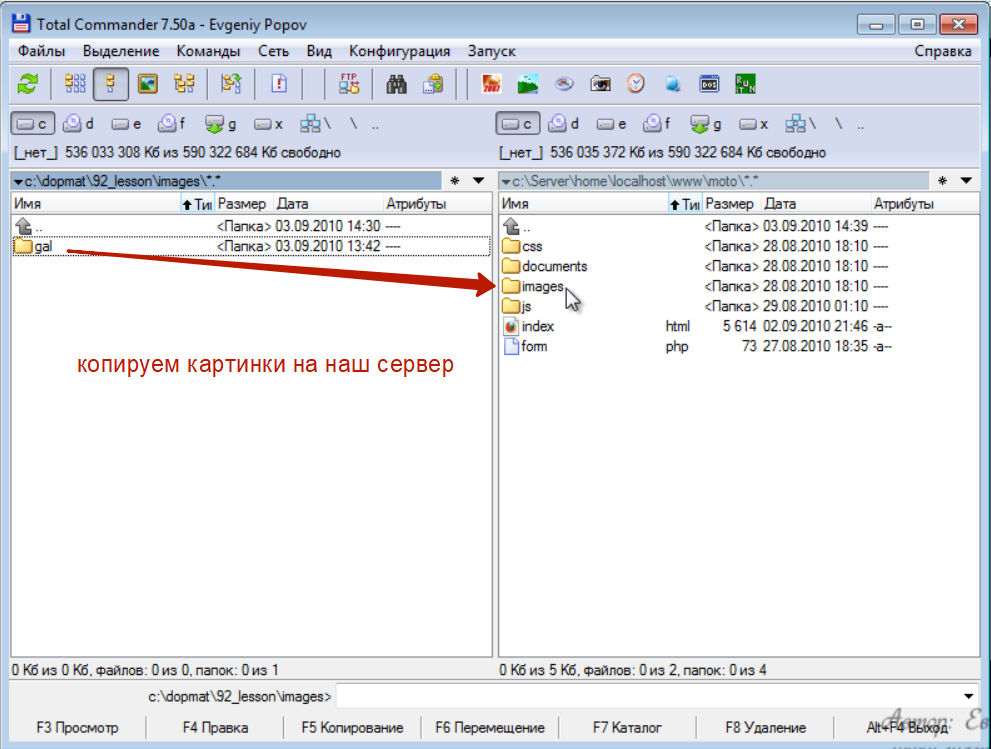 Total Commander 7.50a - Evgeniy Popov
Файлы Выделение Команды Сеть Вид Конфигурация Запуск Справка
FTP
2007 DOS RUN
c d e f g x \ \ .. c d e f g x \ \ ..
[_нет_] 536 033 308 Кб из 590 322 684 Кб свободно [_нет_] 536 035 372 Кб из 590 322 684 Кб свободно
c:\dopmat\92_lesson\images\*.* * c:\Server\home\localhost\www\moto\*.* *
Имя Тип Размер Дата Атрибуты Имя Тип Размер Дата Атрибуты
.. <Папка> 03.09.2010 14:30 ---- .. <Папка> 03.09.2010 14:39 ----
gal <Папка> 03.09.2010 13:42 ---- css <Папка> 28.08.2010 18:10 ----
documents <Папка> 28.08.2010 18:10 ----
images <Папка> 28.08.2010 18:10 ----
js <Папка> 29.08.2010 01:10 ----
index html 5 614 02.09.2010 21:46 -a--
form php 73 27.08.2010 18:35 -a--
копируем картинки на наш сервер
0 Кб из 0 Кб, файлов: 0 из 0, папок: 0 из 1 0 Кб из 5 Кб, файлов: 0 из 2, папок: 0 из 4
c:\dopmat\92_lesson\images>
F3 Просмотр F4 Правка F5 Копирование F6 Перемещение F7 Каталог F8 Удаление Alt+F4 Выход
Автор: Ев